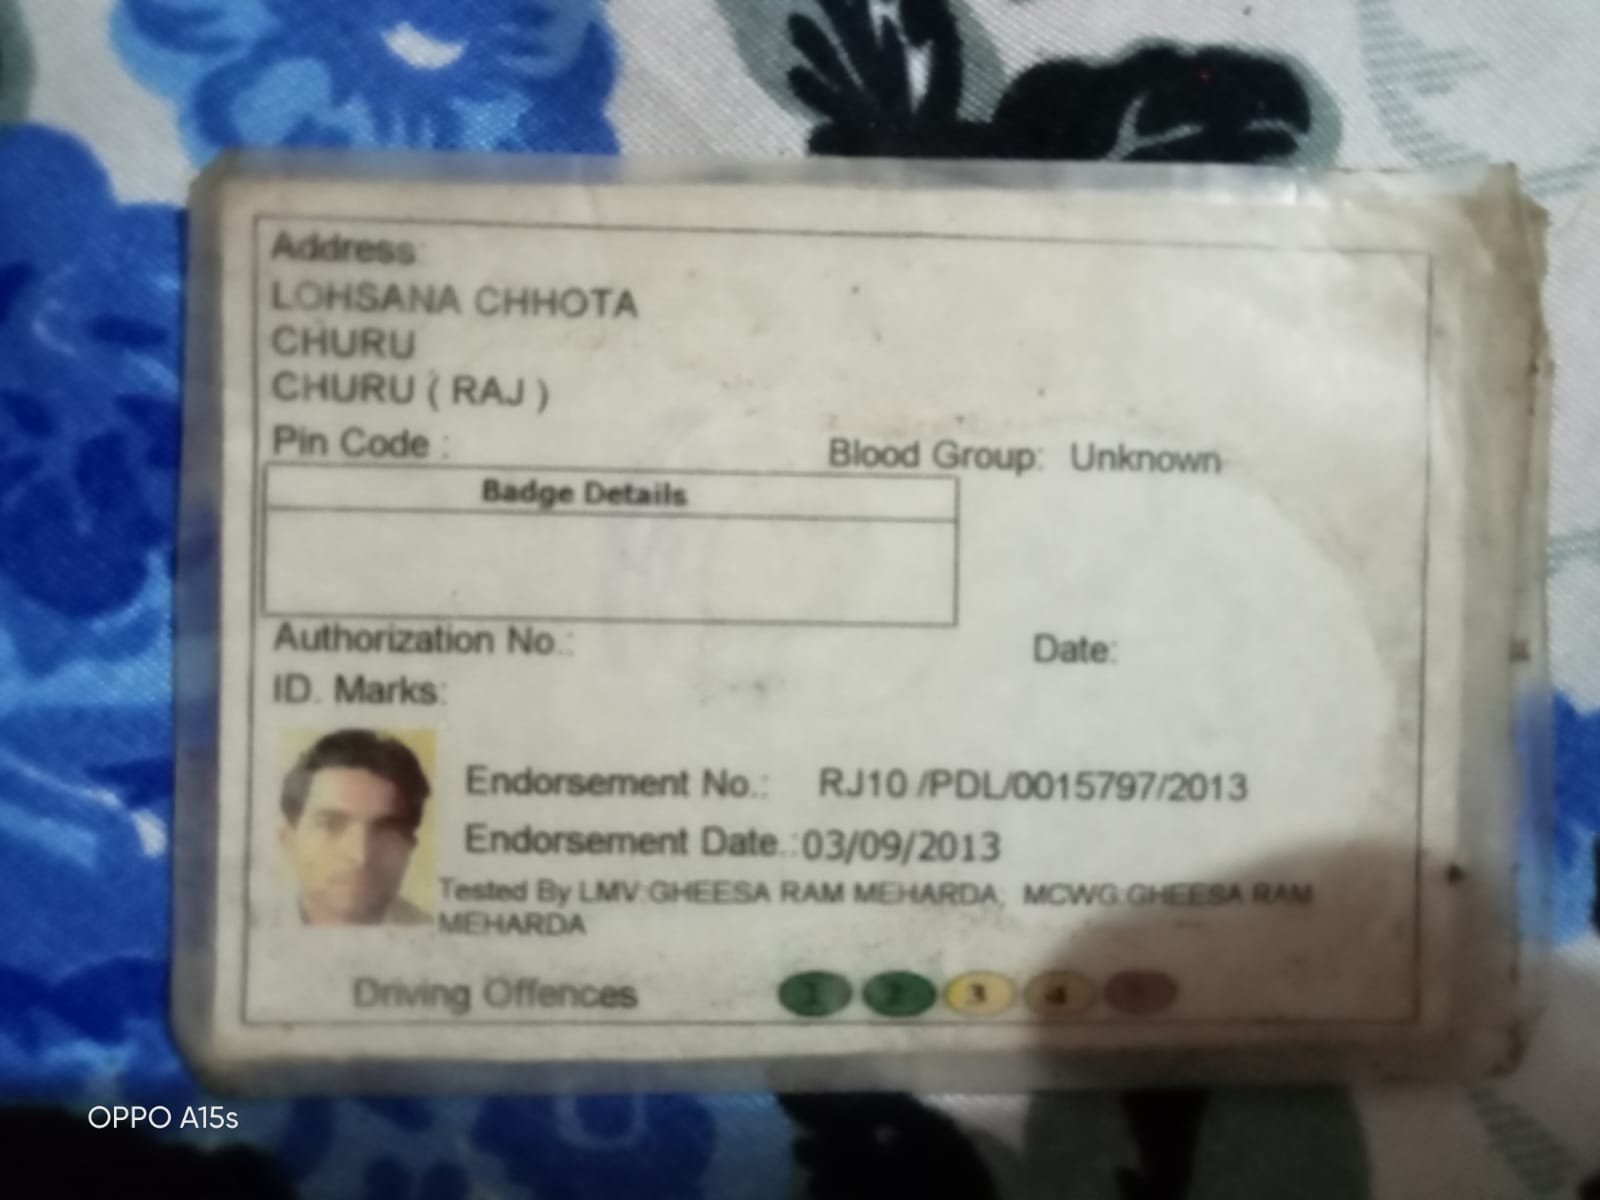 Address:
LOHSANA CHHOTA
CHURU
CHURU ( RAJ )
Pin Code :
Blood Group: Unknown
Badge Details
Authorization No.:
Date:
ID. Marks:
Endorsement No.: RJ10 /PDL/0015797/2013
Endorsement Date.:03/09/2013
Tested By LMV:GHEESA RAM MEHARDA; MCWG:GHEESA RAM
MEHARDA
Driving Offences 1 2 3 4
OPPO A15s